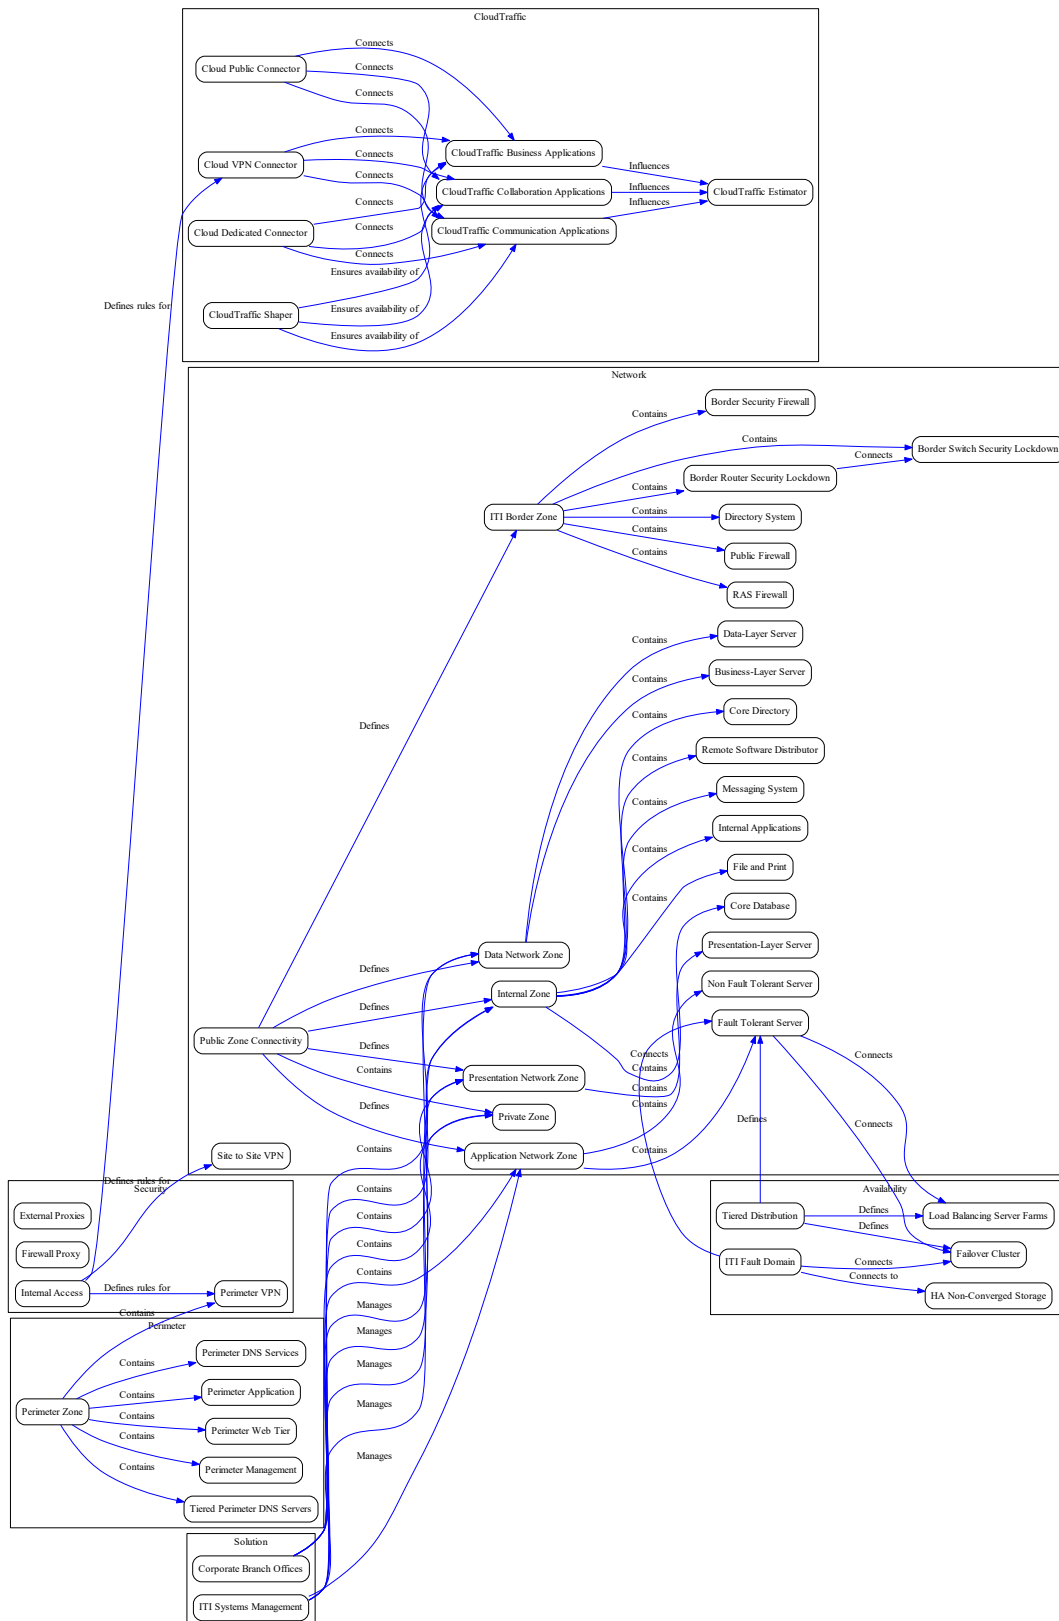 CloudTraffic
Connects
Cloud Public Connector
Connects
Connects
Connects
CloudTraffic Business Applications
Cloud VPN Connector
Connects
Influences
Connects
CloudTraffic Collaboration Applications
Influences
CloudTraffic Estimator
Connects
Influences
Cloud Dedicated Connector
Connects
CloudTraffic Communication Applications
Connects
Ensures availability of
CloudTraffic Shaper
Ensures availability of
Ensures availability of
Defines rules for
Network
Border Security Firewall
Contains
Contains
Border Switch Security Lockdown
Connects
Border Router Security Lockdown
Contains
ITI Border Zone
Contains
Directory System
Contains
Public Firewall
Contains
RAS Firewall
Data-Layer Server
Contains
Business-Layer Server
Contains
Core Directory
Contains
Defines
Remote Software Distributor
Contains
Messaging System
Contains
Internal Applications
Contains
File and Print
Contains
Core Database
Presentation-Layer Server
Data Network Zone
Defines
Non Fault Tolerant Server
Internal Zone
Defines
Fault Tolerant Server
Public Zone Connectivity
Defines
Connects
Connects
Contains
Contains
Presentation Network Zone
Contains
Contains
Defines
Private Zone
Defines
Connects
Contains
Application Network Zone
Contains
Site to Site VPN
Defines rules for
Security
External Proxies
Firewall Proxy
Internal Access
Defines rules for
Perimeter VPN
Contains
Contains
Contains
Contains
Availability
Tiered Distribution
Defines
Load Balancing Server Farms
Defines
ITI Fault Domain
Connects
Failover Cluster
Connects to
HA Non-Converged Storage
Contains
Perimeter
Perimeter DNS Services
Contains
Perimeter Application
Contains
Perimeter Zone
Contains
Perimeter Web Tier
Contains
Perimeter Management
Contains
Tiered Perimeter DNS Servers
Manages
Manages
Manages
Manages
Manages
Solution
Corporate Branch Offices
ITI Systems Management